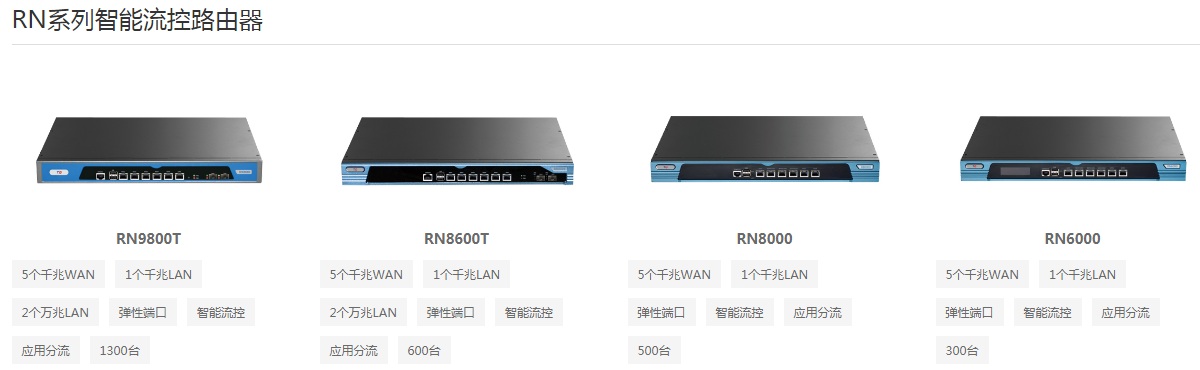 RN系列智能流控路由器
RN9800T
5个千兆WAN 1个千兆LAN
2个万兆LAN 弹性端口 智能流控
应用分流 1300台
RN8600T
5个千兆WAN 1个千兆LAN
2个万兆LAN 弹性端口 智能流控
应用分流 600台
RN8000
5个千兆WAN 1个千兆LAN
弹性端口 智能流控 应用分流
500台
RN6000
5个千兆WAN 1个千兆LAN
弹性端口 智能流控 应用分流
300台